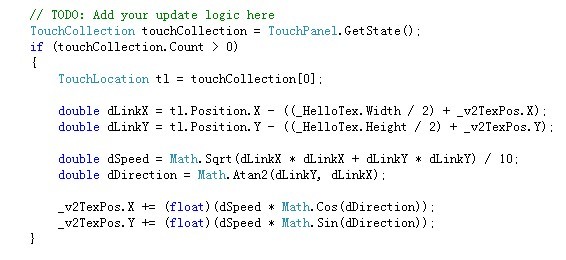 // TODO: Add your update logic here
TouchCollection touchCollection = TouchPanel.GetState();
if (touchCollection.Count > 0)
{
TouchLocation tl = touchCollection[0];
double dLinkX = tl.Position.X - ((_HelloTex.Width / 2) + _v2TexPos.X);
double dLinkY = tl.Position.Y - ((_HelloTex.Height / 2) + _v2TexPos.Y);
double dSpeed = Math.Sqrt(dLinkX * dLinkX + dLinkY * dLinkY) / 10;
double dDirection = Math.Atan2(dLinkY, dLinkX);
_v2TexPos.X += (float)(dSpeed * Math.Cos(dDirection));
_v2TexPos.Y += (float)(dSpeed * Math.Sin(dDirection));
}